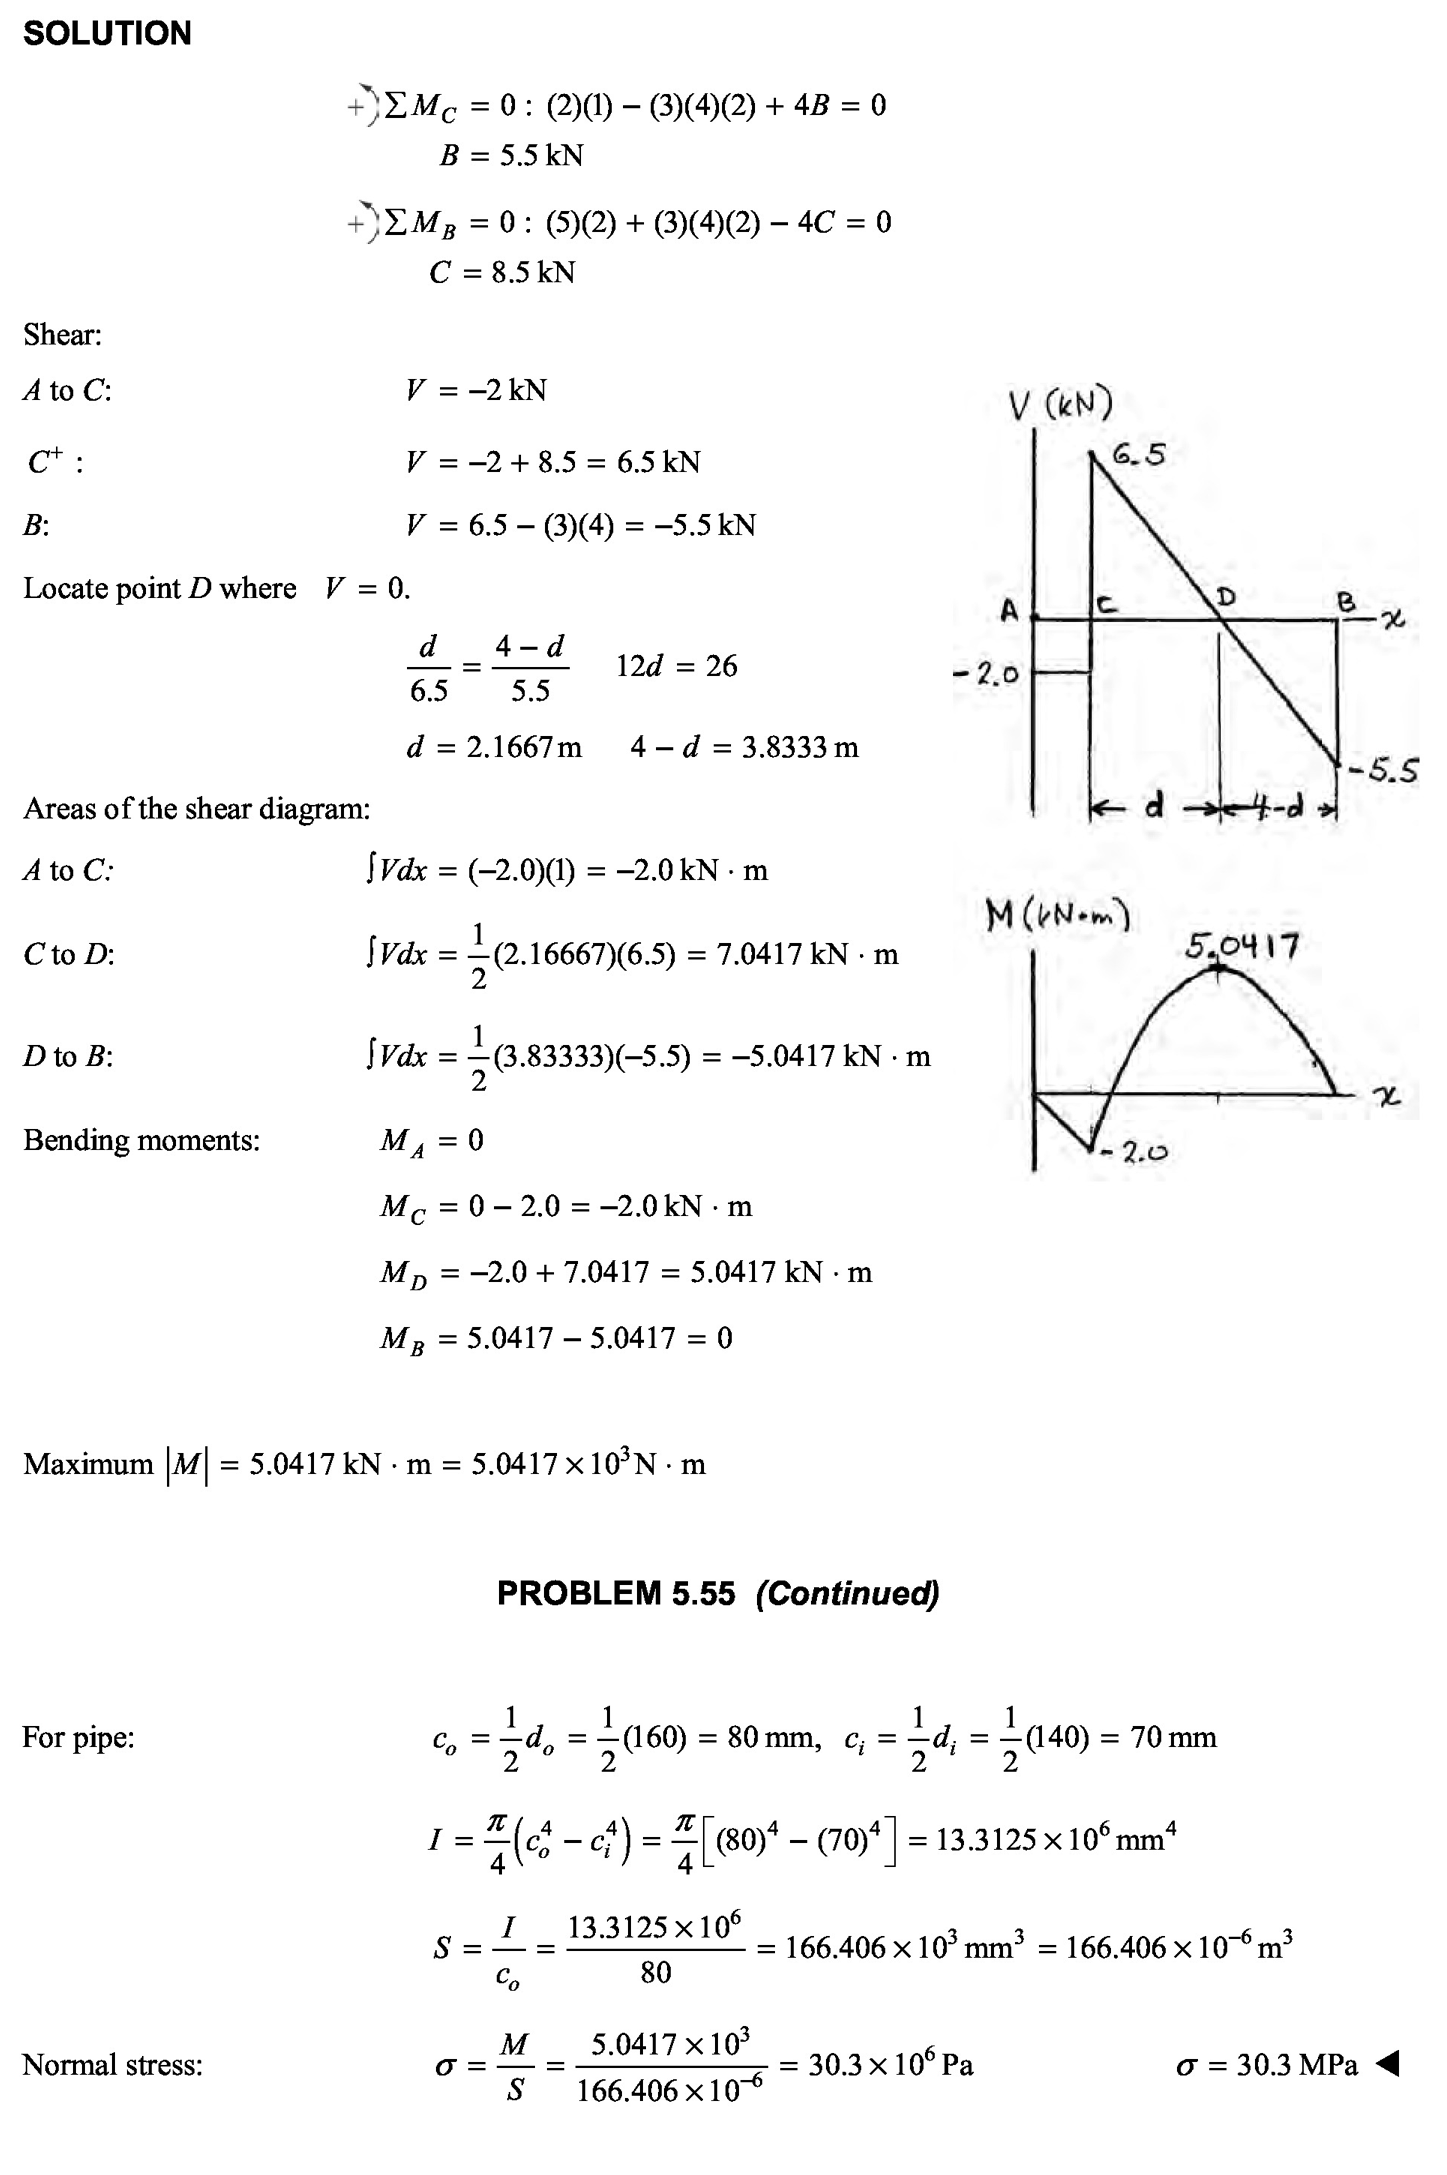 SOLUTION
+ ΣM_C = 0 : (2)(1) − (3)(4)(2) + 4B = 0
B = 5.5 kN
+ ΣM_B = 0 : (5)(2) + (3)(4)(2) − 4C = 0
C = 8.5 kN
Shear:
A to C: V = −2 kN
C⁺ : V = −2 + 8.5 = 6.5 kN
B: V = 6.5 − (3)(4) = −5.5 kN
Locate point D where V = 0.
d/6.5 = (4 − d)/5.5 12d = 26
d = 2.1667 m 4 − d = 3.8333 m
V (kN)
6.5
A C D B x
-2.0
-5.5
d 4-d
Areas of the shear diagram:
A to C: ∫Vdx = (−2.0)(1) = −2.0 kN · m
C to D: ∫Vdx = 1/2 (2.16667)(6.5) = 7.0417 kN · m
D to B: ∫Vdx = 1/2 (3.83333)(−5.5) = −5.0417 kN · m
M (kN·m)
5.0417
x
-2.0
Bending moments: M_A = 0
M_C = 0 − 2.0 = −2.0 kN · m
M_D = −2.0 + 7.0417 = 5.0417 kN · m
M_B = 5.0417 − 5.0417 = 0
Maximum |M| = 5.0417 kN · m = 5.0417 × 10³ N · m
PROBLEM 5.55 (Continued)
For pipe: c_o = 1/2 d_o = 1/2 (160) = 80 mm, c_i = 1/2 d_i = 1/2 (140) = 70 mm
I = π/4 (c_o⁴ − c_i⁴) = π/4 [(80)⁴ − (70)⁴] = 13.3125 × 10⁶ mm⁴
S = I/c_o = 13.3125 × 10⁶/80 = 166.406 × 10³ mm³ = 166.406 × 10⁻⁶ m³
Normal stress: σ = M/S = 5.0417 × 10³/166.406 × 10⁻⁶ = 30.3 × 10⁶ Pa σ = 30.3 MPa ◄